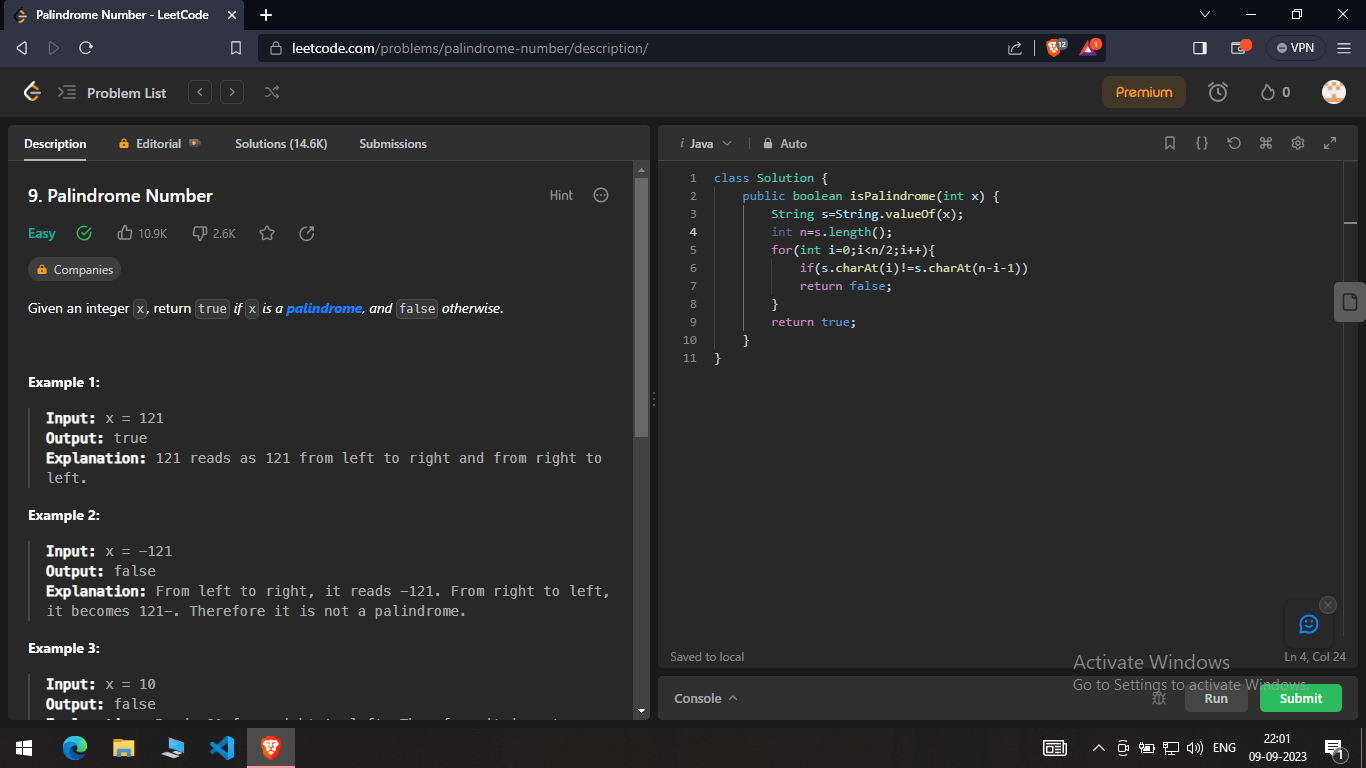 Palindrome Number - LeetCode
leetcode.com/problems/palindrome-number/description/
12
1
VPN
Problem List
Premium
0
Description
Editorial
Solutions (14.6K)
Submissions
i Java
Auto
9. Palindrome Number
Hint
Easy
10.9K
2.6K
Companies
Given an integer x, return true if x is a palindrome, and false otherwise.
Example 1:
Input: x = 121
Output: true
Explanation: 121 reads as 121 from left to right and from right to
left.
Example 2:
Input: x = -121
Output: false
Explanation: From left to right, it reads -121. From right to left,
it becomes 121-. Therefore it is not a palindrome.
Example 3:
Input: x = 10
Output: false
1 class Solution {
2 public boolean isPalindrome(int x) {
3 String s=String.valueOf(x);
4 int n=s.length();
5 for(int i=0;i<n/2;i++){
6 if(s.charAt(i)!=s.charAt(n-i-1))
7 return false;
8 }
9 return true;
10 }
11 }
Saved to local
Ln 4, Col 24
Activate Windows
Go to Settings to activate Windows.
Console
Run
Submit
ENG
22:01
09-09-2023
1